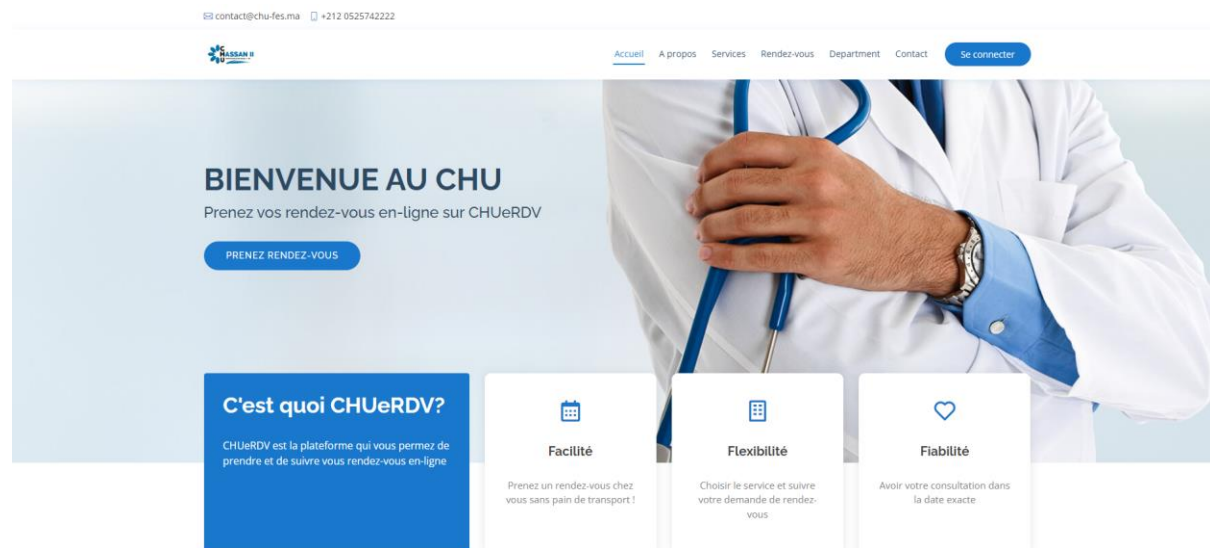 contact@chu-fes.ma +212 0525742222
HASSAN II
Accueil A propos Services Rendez-vous Department Contact Se connecter
BIENVENUE AU CHU
Prenez vos rendez-vous en-ligne sur CHUeRDV
PRENEZ RENDEZ-VOUS
C'est quoi CHUeRDV?
CHUeRDV est la plateforme qui vous permez de
prendre et de suivre vous rendez-vous en-ligne
Facilité
Prenez un rendez-vous chez
vous sans pain de transport !
Flexibilité
Choisir le service et suivre
votre demande de rendez-
vous
Fiabilité
Avoir votre consultation dans
la date exacte